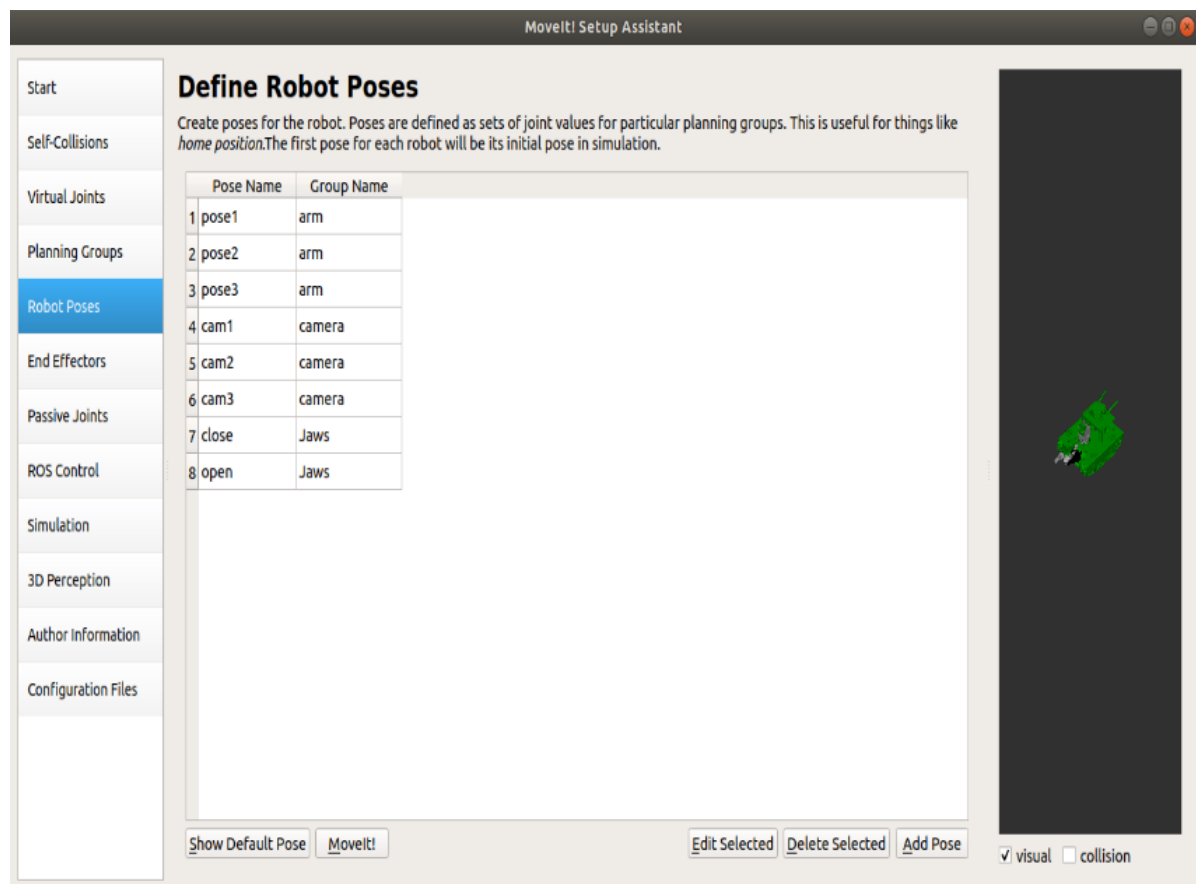 MoveIt! Setup Assistant
Start
Self-Collisions
Virtual Joints
Planning Groups
Robot Poses
End Effectors
Passive Joints
ROS Control
Simulation
3D Perception
Author Information
Configuration Files
Define Robot Poses
Create poses for the robot. Poses are defined as sets of joint values for particular planning groups. This is useful for things like
home position.The first pose for each robot will be its initial pose in simulation.
Pose Name Group Name
1 pose1 arm
2 pose2 arm
3 pose3 arm
4 cam1 camera
5 cam2 camera
6 cam3 camera
7 close Jaws
8 open Jaws
Show Default Pose MoveIt! Edit Selected Delete Selected Add Pose
visual collision